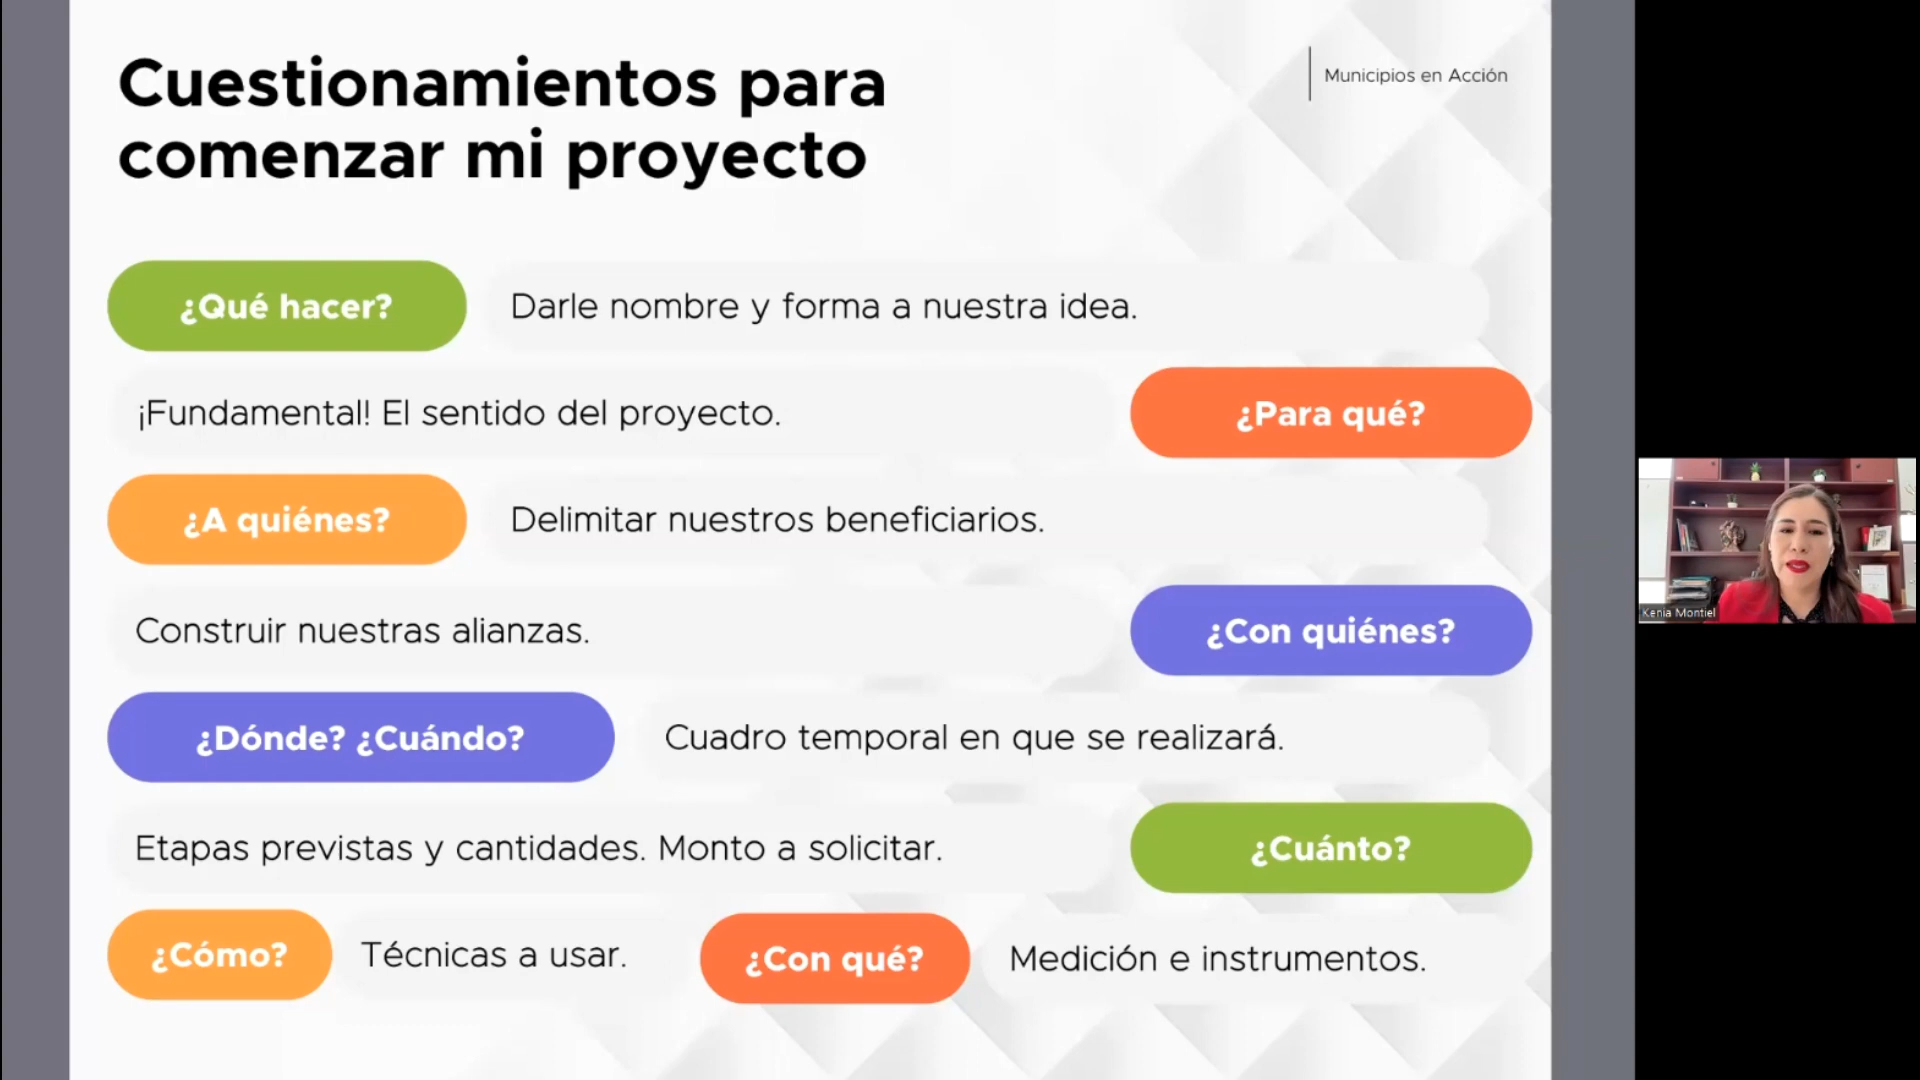 Cuestionamientos para
comenzar mi proyecto
Municipios en Acción
¿Qué hacer?
Darle nombre y forma a nuestra idea.
¡Fundamental! El sentido del proyecto.
¿Para qué?
¿A quiénes?
Delimitar nuestros beneficiarios.
Construir nuestras alianzas.
¿Con quiénes?
¿Dónde? ¿Cuándo?
Cuadro temporal en que se realizará.
Etapas previstas y cantidades. Monto a solicitar.
¿Cuánto?
¿Cómo?
Técnicas a usar.
¿Con qué?
Medición e instrumentos.
Kenia Montiel